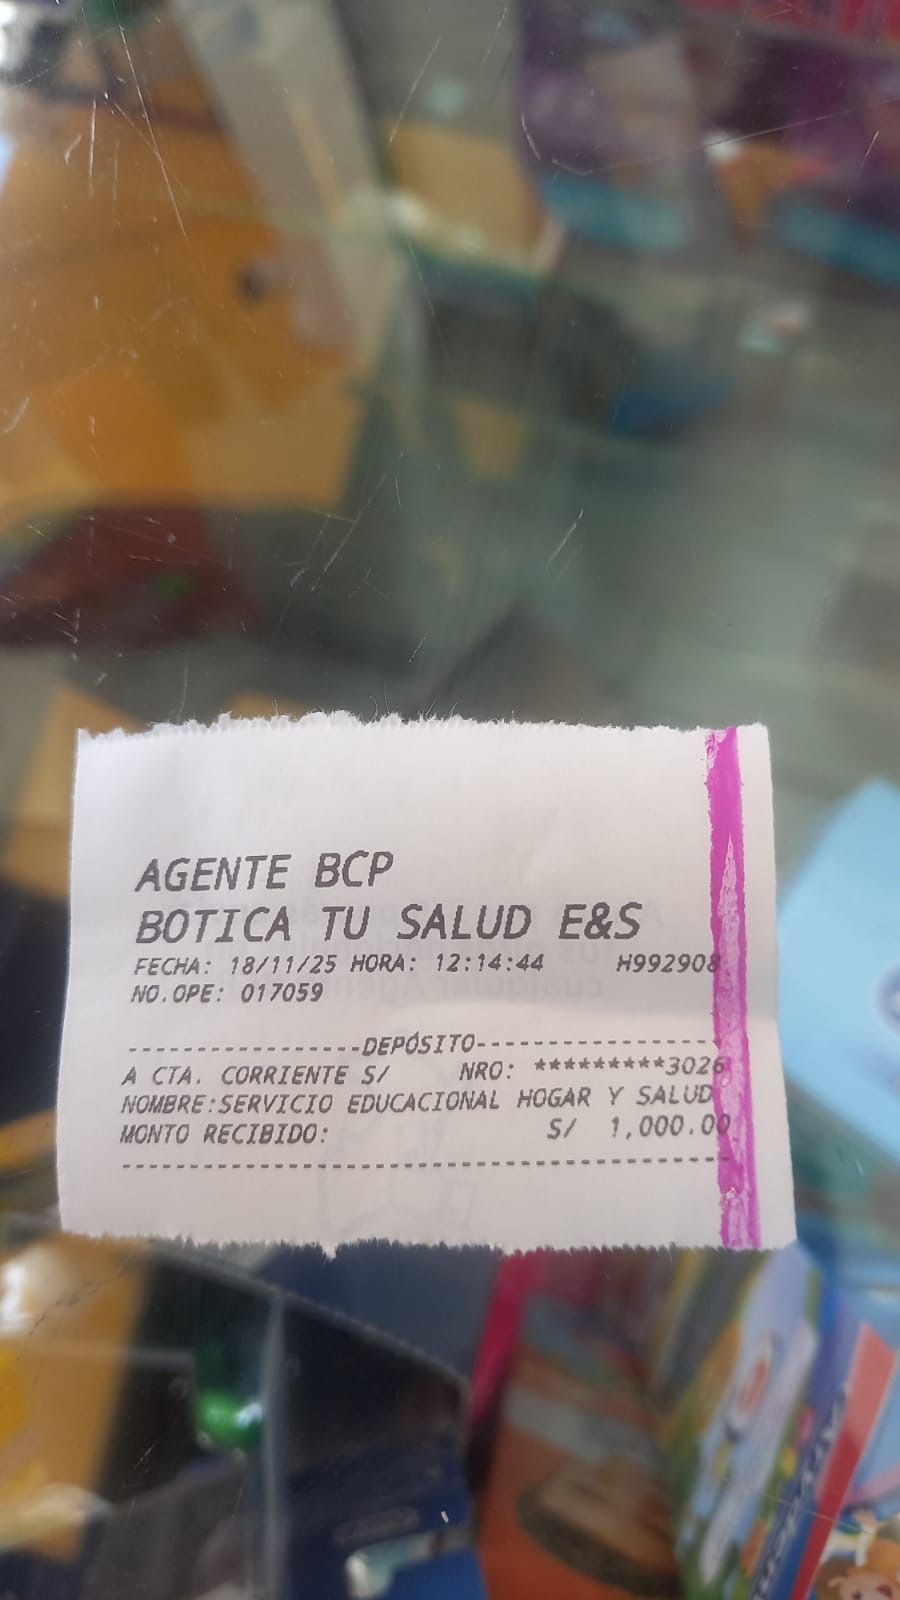 AGENTE BCP
BOTICA TU SALUD E&S
FECHA: 18/11/25 HORA: 12:14:44 H992908
NO.OPE: 017059
-----------------DEPÓSITO-----------------
A CTA. CORRIENTE S/ NRO: *********3026
NOMBRE:SERVICIO EDUCACIONAL HOGAR Y SALUD
MONTO RECIBIDO: S/ 1,000.00
------------------------------------------